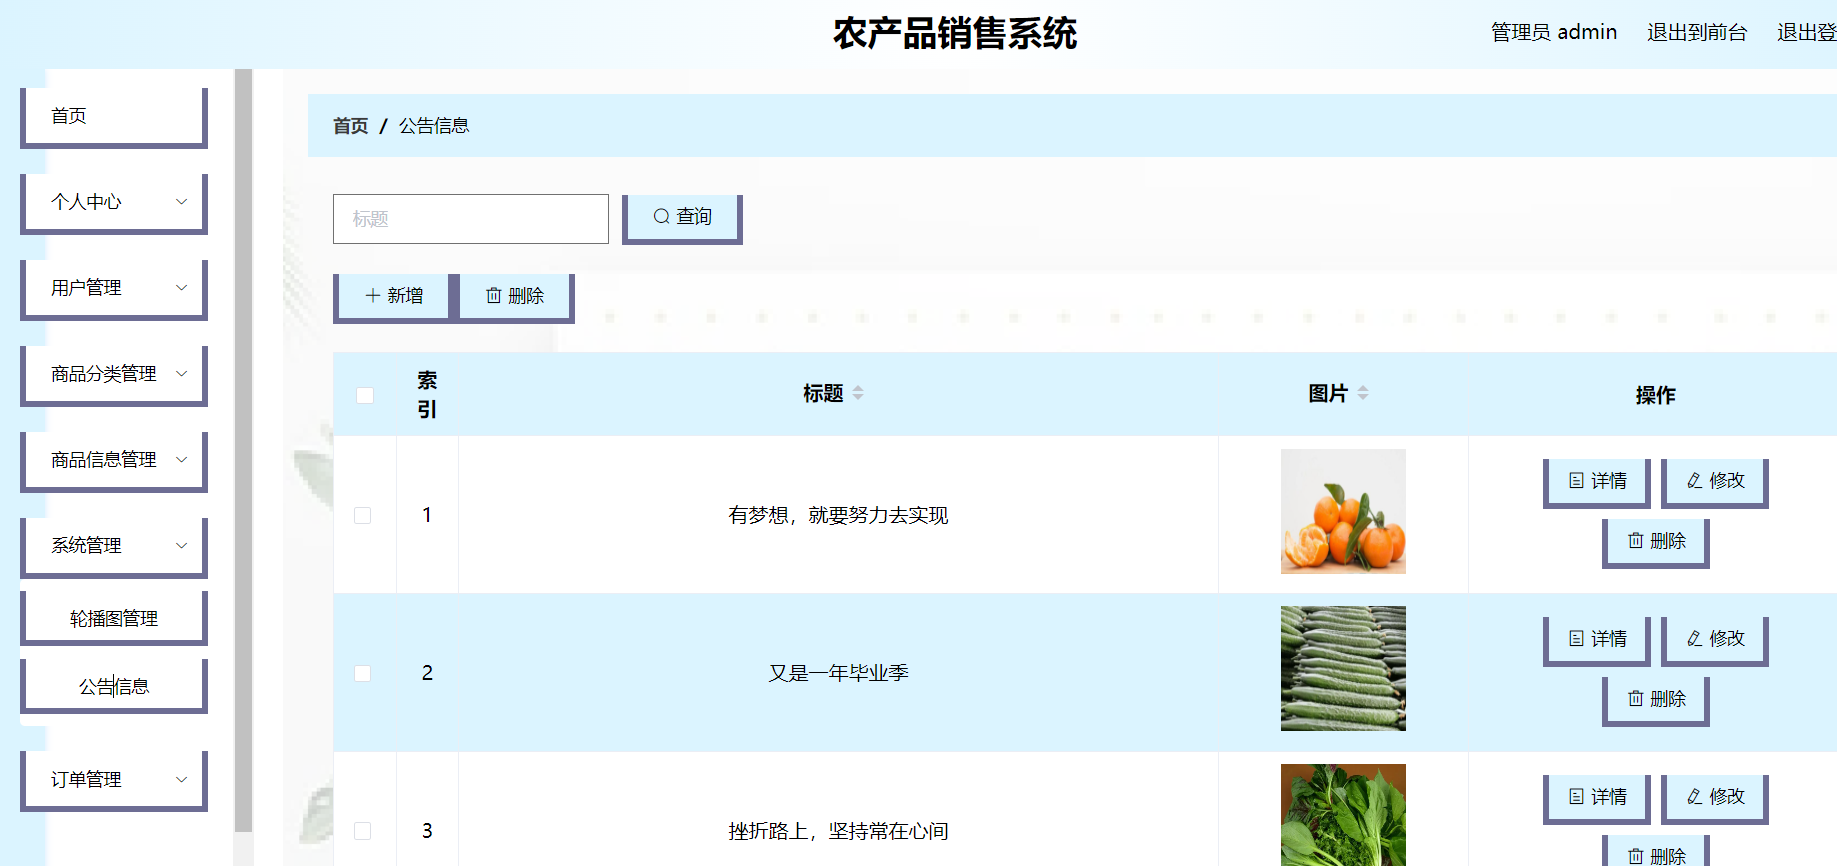 农产品销售系统
管理员 admin
退出到前台
退出登
首页
个人中心
用户管理
商品分类管理
商品信息管理
系统管理
轮播图管理
公告信息
订单管理
首页 / 公告信息
标题
查询
新增
删除
索引
标题
图片
操作
1
有梦想，就要努力去实现
详情
修改
删除
2
又是一年毕业季
详情
修改
删除
3
挫折路上，坚持常在心间
详情
修改
删除